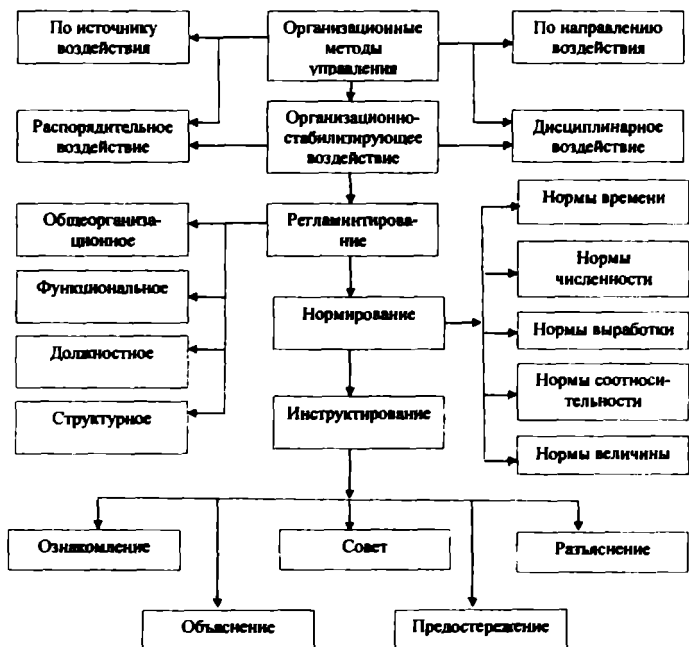 По источнику
воздействия
Организационные
методы
управления
По направлению
воздействия
Распорядительное
воздействие
Организационно-
стабилизирующее
воздействие
Дисциплинарное
воздействие
Общеорганиза-
ционное
Регламинтирова-
ние
Нормы времени
Функциональное
Нормы
численности
Нормирование
Нормы выработки
Должностное
Нормы соотноси-
тельности
Структурное
Инструктирование
Нормы величины
Ознакомление
Совет
Разъяснение
Объяснение
Предостережение